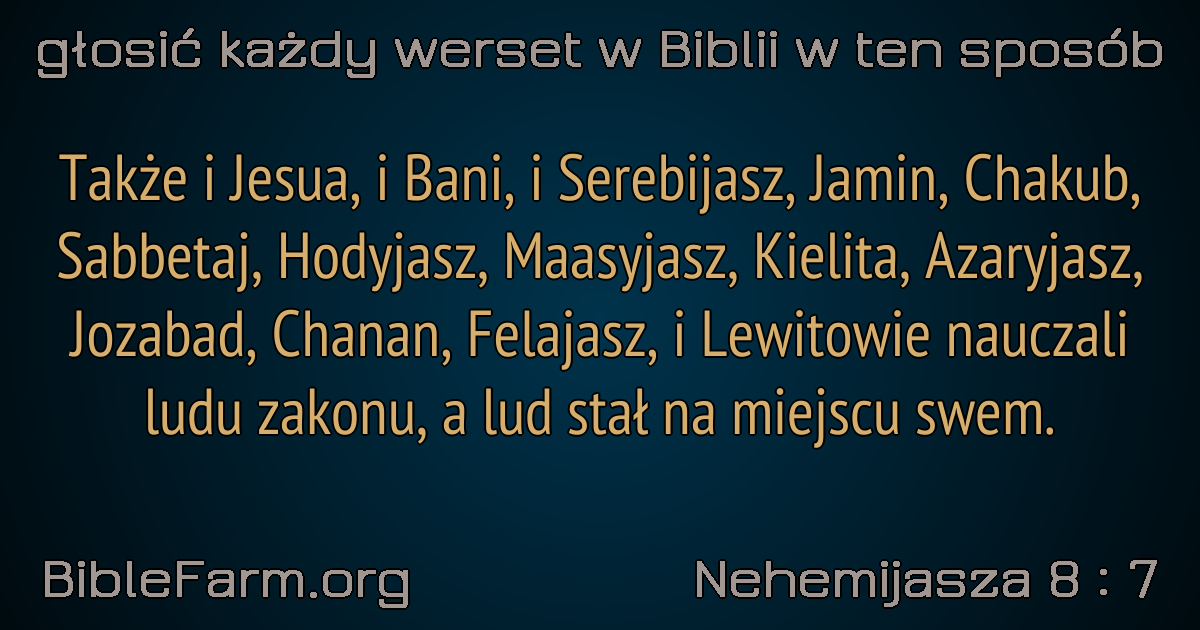 głosić każdy werset w Biblii w ten sposób
Także i Jesua, i Bani, i Serebijasz, Jamin, Chakub,
Sabbetaj, Hodyjasz, Maasyjasz, Kielita, Azaryjasz,
Jozabad, Chanan, Felajasz, i Lewitowie nauczali
ludu zakonu, a lud stał na miejscu swem.
BibleFarm.org
Nehemijasza 8 : 7